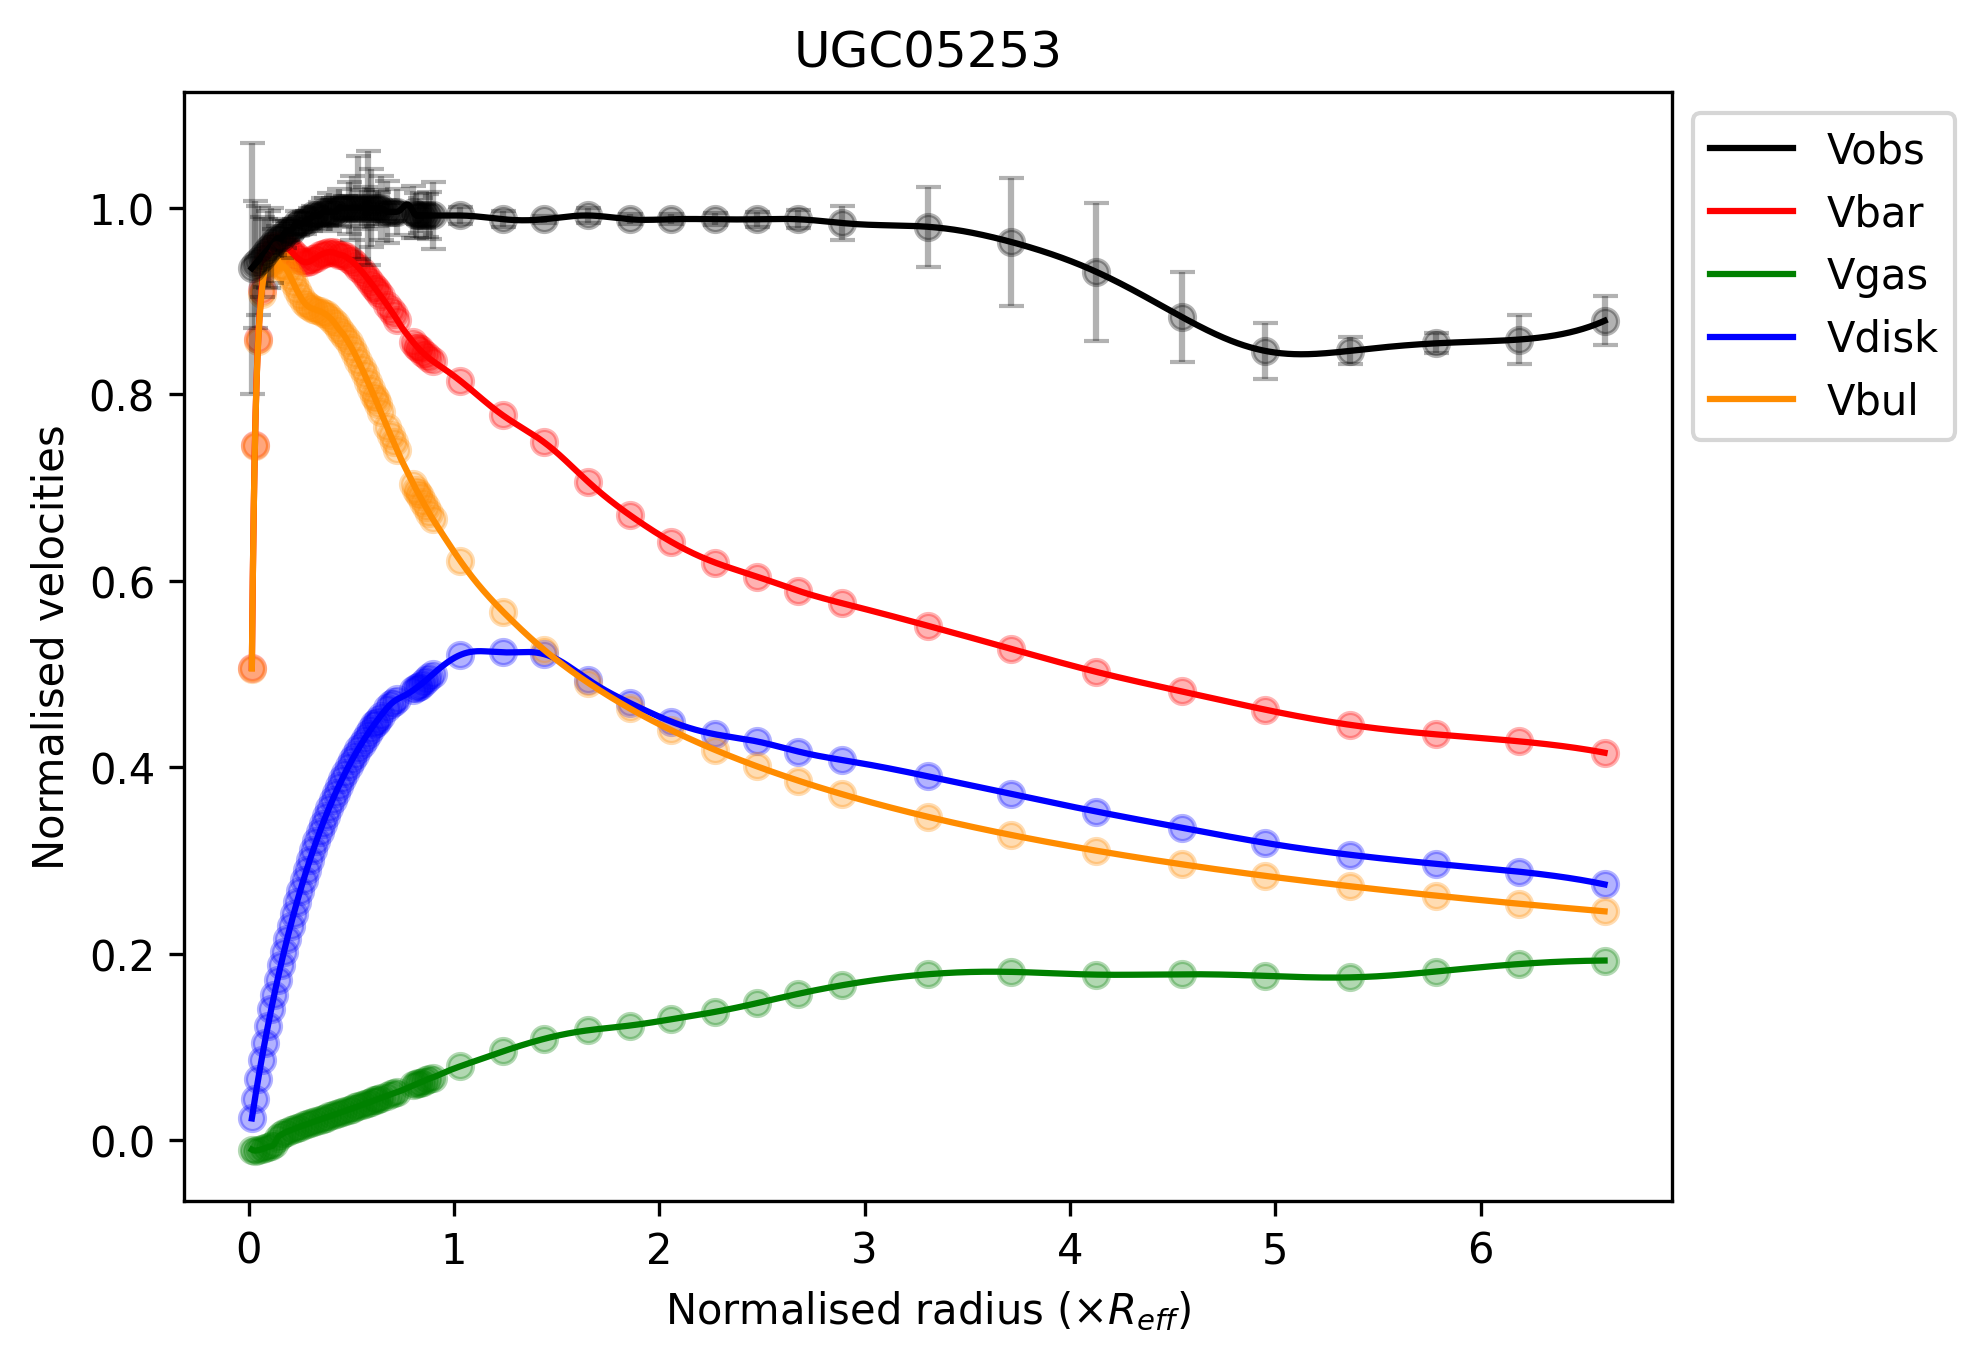 UGC05253
Vobs
Vbar
Vgas
Vdisk
Vbul
Normalised velocities
1.0
0.8
0.6
0.4
0.2
0.0
0 1 2 3 4 5 6
Normalised radius (×R_eff)